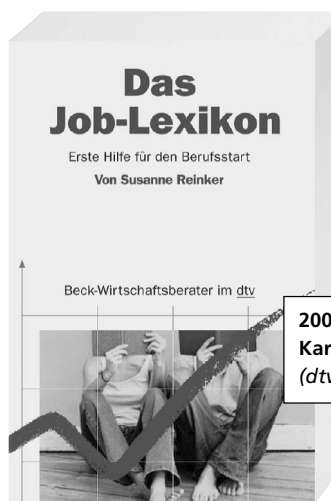 Das
Job-Lexikon
Erste Hilfe für den Berufsstart
Von Susanne Reinker
Beck-Wirtschaftsberater im dtv
200
Kar
(dtv